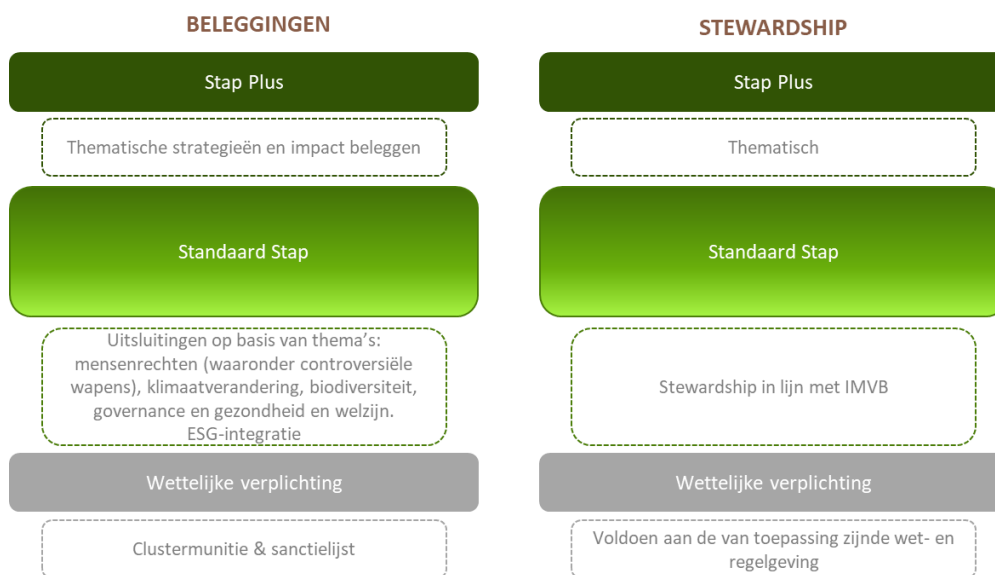 BELEGGINGEN
Stap Plus
Thematische strategieën en impact beleggen
Standaard Stap
Uitsluitingen op basis van thema's:
mensenrechten (waaronder controversiële
wapens), klimaatverandering, biodiversiteit,
governance en gezondheid en welzijn.
ESG-integratie
Wettelijke verplichting
Clustermunitie & sanctielijst
STEWARDSHIP
Stap Plus
Thematisch
Standaard Stap
Stewardship in lijn met IMVB
Wettelijke verplichting
Voldoen aan de van toepassing zijnde wet- en
regelgeving